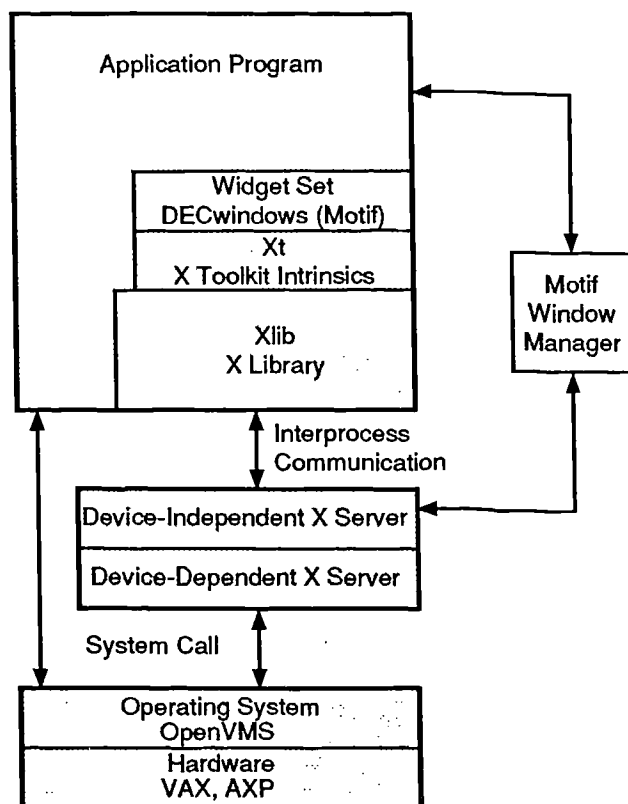 Application Program
Widget Set
DECwindows (Motif)
Xt
X Toolkit Intrinsics
Xlib
X Library
Motif
Window
Manager
Interprocess
Communication
Device-Independent X Server
Device-Dependent X Server
System Call
Operating System
OpenVMS
Hardware
VAX, AXP